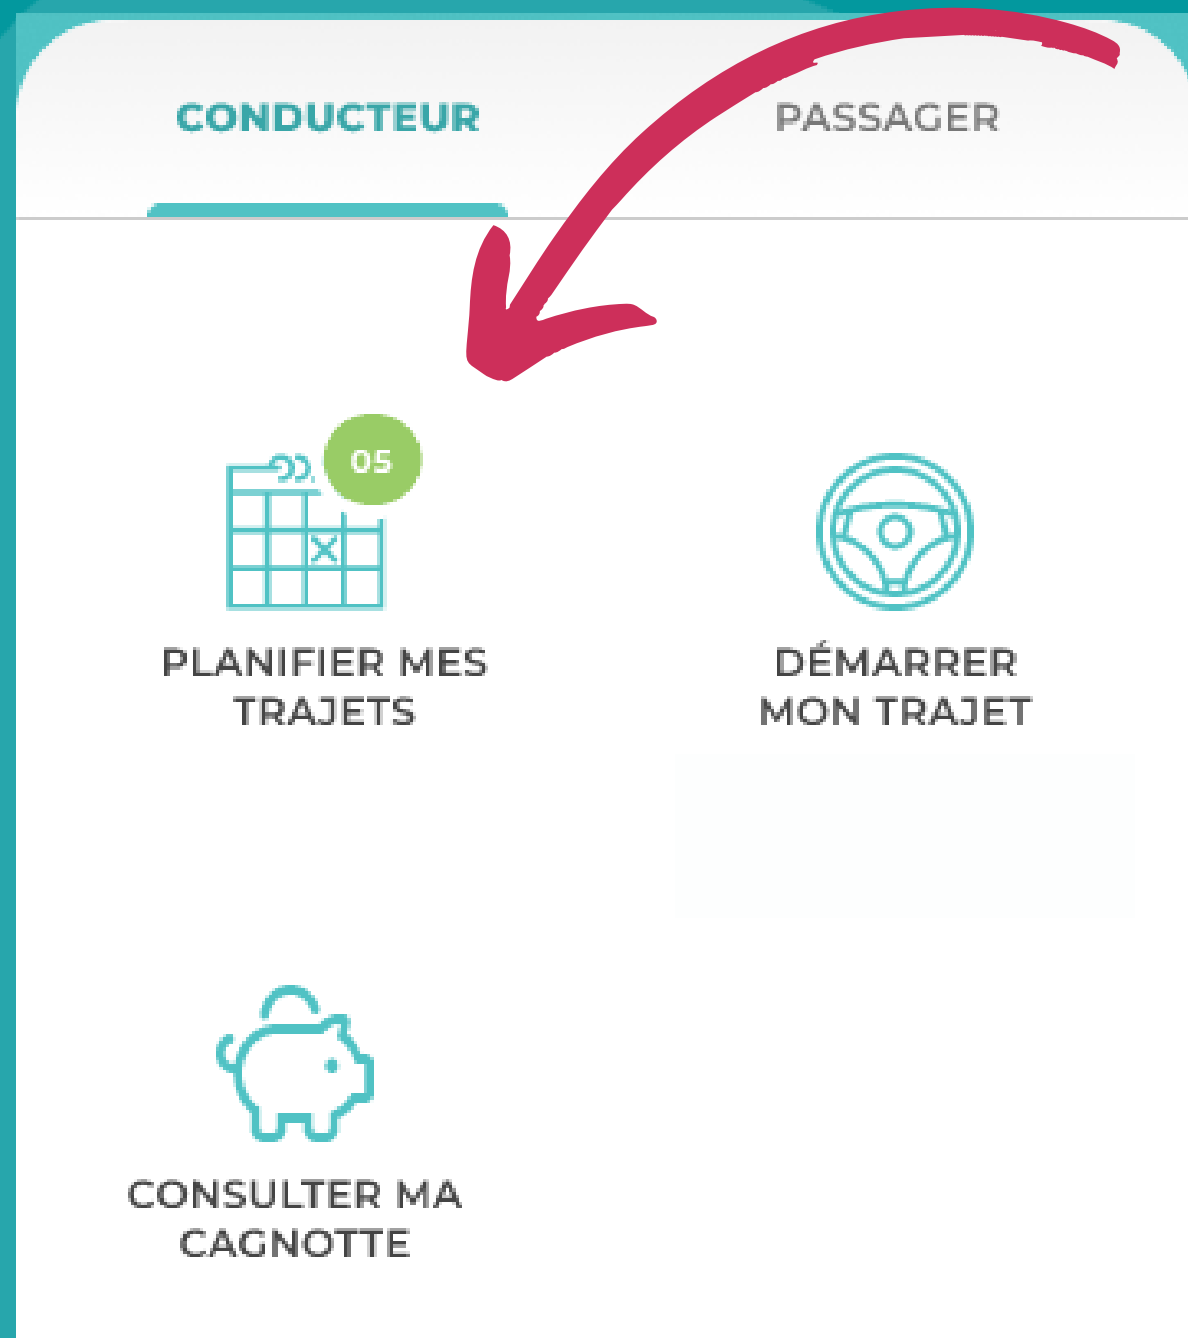 CONDUCTEUR
PASSAGER
05
PLANIFIER MES
TRAJETS
DÉMARRER
MON TRAJET
CONSULTER MA
CAGNOTTE